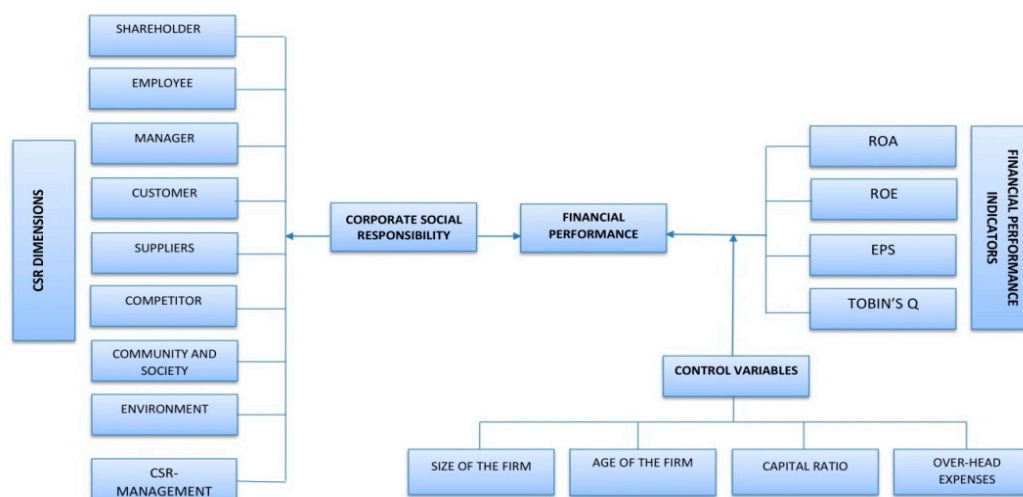 CSR DIMENSIONS
SHAREHOLDER
EMPLOYEE
MANAGER
CUSTOMER
SUPPLIERS
COMPETITOR
COMMUNITY AND
SOCIETY
ENVIRONMENT
CSR-
MANAGEMENT
CORPORATE SOCIAL
RESPONSIBILITY
FINANCIAL
PERFORMANCE
ROA
ROE
EPS
TOBIN’S Q
FINANCIAL PERFORMANCE
INDICATORS
CONTROL VARIABLES
SIZE OF THE FIRM
AGE OF THE FIRM
CAPITAL RATIO
OVER-HEAD
EXPENSES